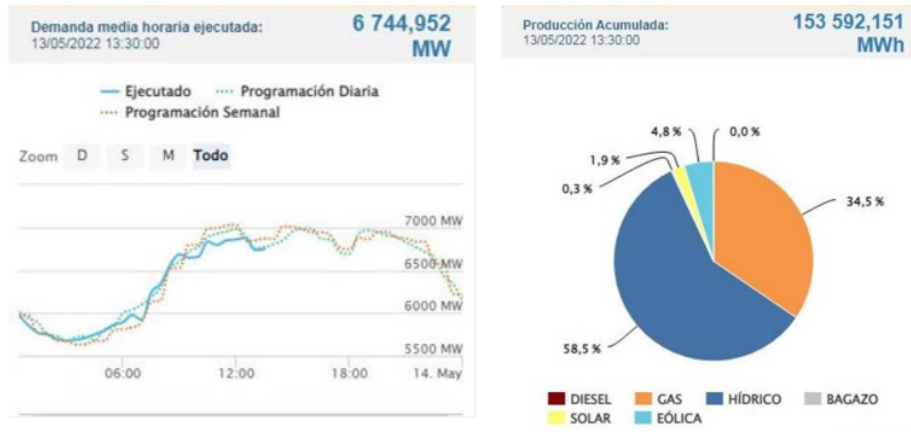 Demanda media horaria ejecutada:
13/05/2022 13:30:00
6 744,952
MW
Ejecutado
Programación Diaria
Programación Semanal
Zoom D S M Todo
7000 MW
6500 MW
6000 MW
5500 MW
06:00 12:00 18:00 14. May
Producción Acumulada:
13/05/2022 13:30:00
153 592,151
MWh
4,8 % 0,0 %
1,9 %
0,3 %
34,5 %
58,5 %
DIESEL GAS HÍDRICO BAGAZO
SOLAR EÓLICA